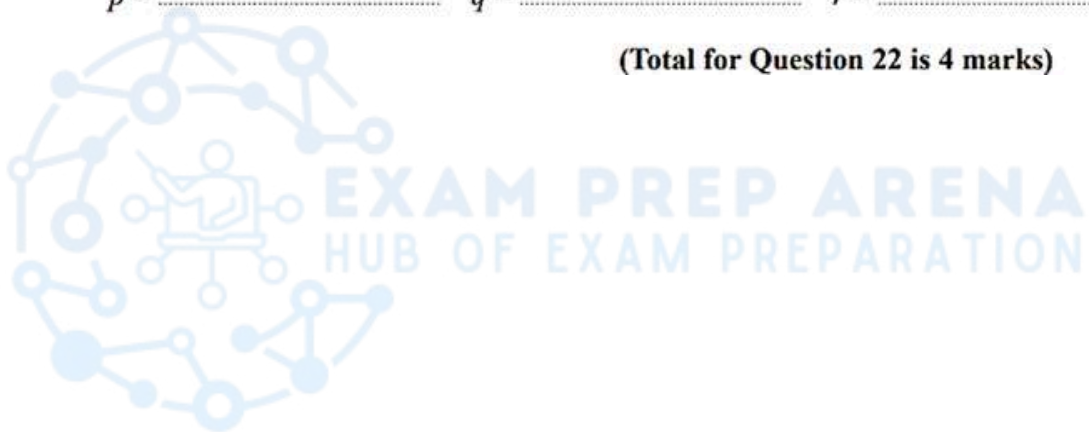 p = ........................................ q = ........................................ r = ........................................
(Total for Question 22 is 4 marks)
EXAM PREP ARENA
HUB OF EXAM PREPARATION